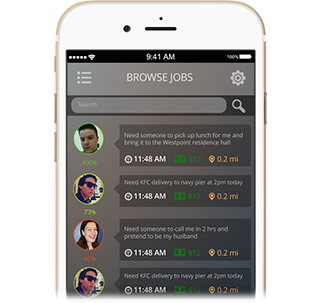 9:41 AM 100%
BROWSE JOBS
Search
Need someone to pick up lunch for me and
bring it to the Westpoint residence hall
100%
11:48 AM $12 0.2 mi
Need KFC delivery to navy pier at 2pm today
73%
11:48 AM $12 0.2 mi
Need someone to call me in 2 hrs and
pretend to be my husband
42%
11:48 AM $12 0.2 mi
Need KFC delivery to navy pier at 2pm today
11:48 AM $12 0.2 mi